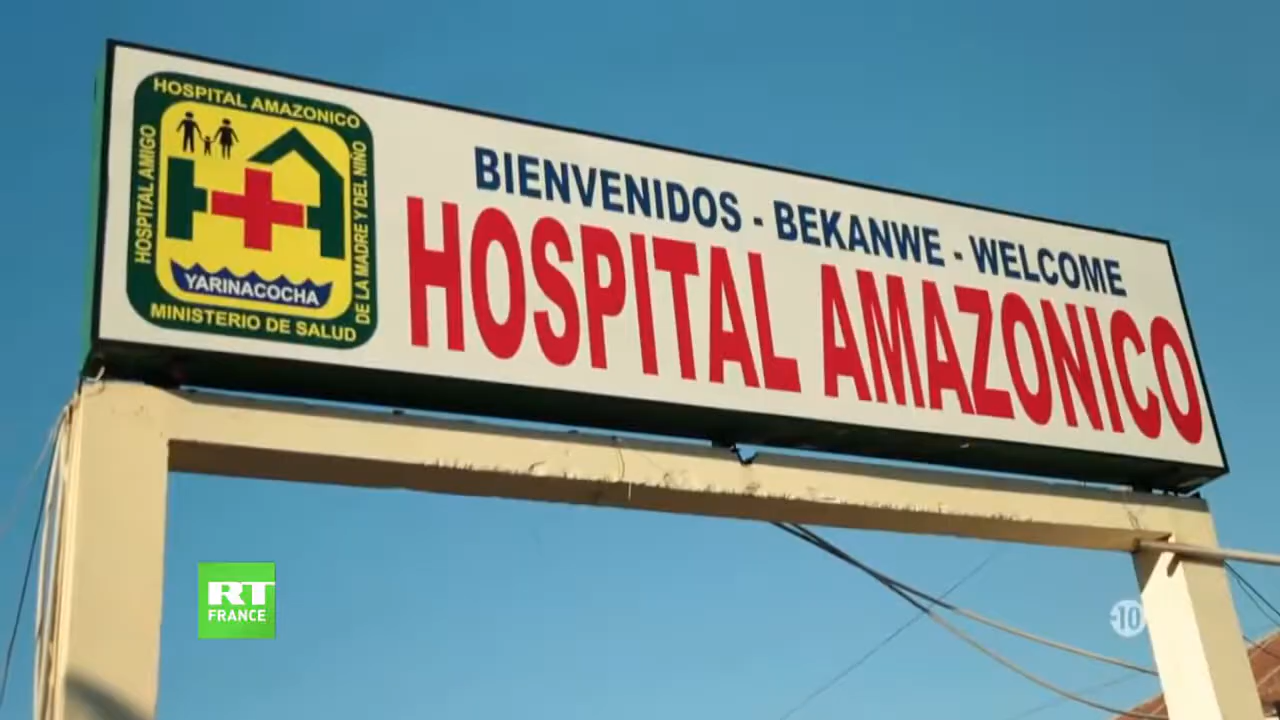 HOSPITAL AMAZONICO
HOSPITAL AMIGO
DE LA MADRE Y DEL NIÑO
YARINACOCHA
MINISTERIO DE SALUD
BIENVENIDOS - BEKANWE - WELCOME
HOSPITAL AMAZONICO
RT
FRANCE
-10